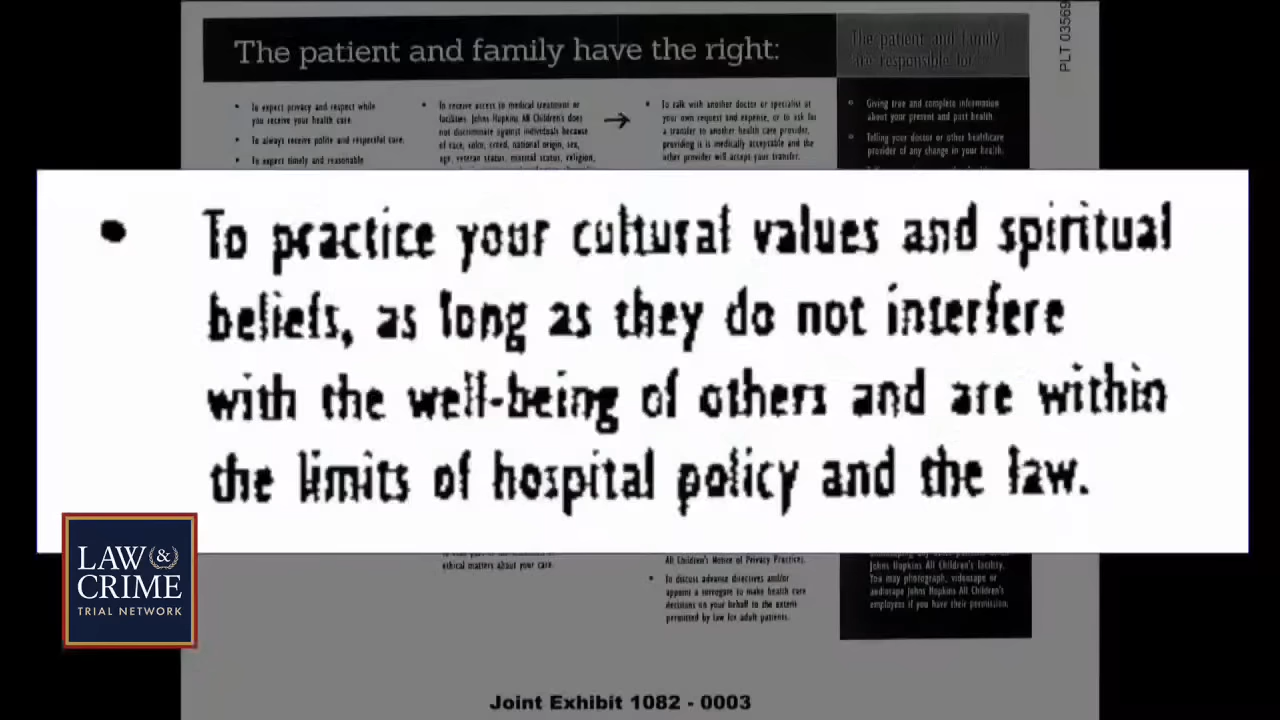 The patient and family have the right:
The patient and family
are responsible for:
PLT 03569
To expect privacy and respect while
you receive your health care.
To always receive polite and respectful care.
To expect timely and reasonable
To receive access to medical treatment or
facilities. Johns Hopkins All Children's does
not discriminate against individuals because
of race, color, creed, national origin, sex,
age, veteran status, marital status, religion,
→
To talk with another doctor or specialist at
your own request and expense, or to ask for
a transfer to another health care provider,
providing it is medically acceptable and the
other provider will accept your transfer.
Giving true and complete information
about your present and past health.
Telling your doctor or other healthcare
provider of any change in your health.
• To practice your cultural values and spiritual
beliefs, as long as they do not interfere
with the well-being of others and are within
the limits of hospital policy and the law.
ethical matters about your care.
All Children's Notice of Privacy Practices.
To discuss advance directives and/or
appoint a surrogate to make health care
decisions on your behalf to the extent
permitted by law for adult patients.
Johns Hopkins All Children's facility.
You may photograph, videotape or
audiotape Johns Hopkins All Children's
employees if you have their permission.
LAW &
CRIME
TRIAL NETWORK
Joint Exhibit 1082 - 0003